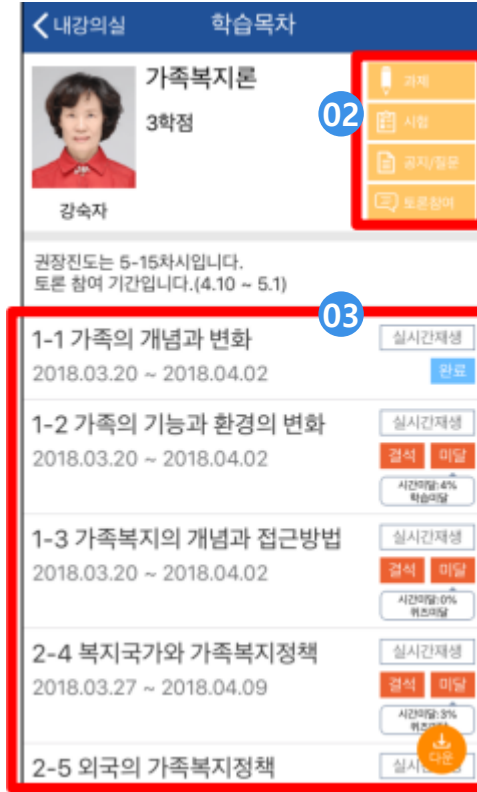 내강의실
학습목차
가족복지론
3학점
강숙자
02
과제
시험
공지/질문
토론참여
권장진도는 5-15차시입니다.
토론 참여 기간입니다.(4.10 ~ 5.1)
03
1-1 가족의 개념과 변화
실시간재생
2018.03.20 ~ 2018.04.02
완료
1-2 가족의 기능과 환경의 변화
실시간재생
2018.03.20 ~ 2018.04.02
결석 미달
시간미달:4%
학습미달
1-3 가족복지의 개념과 접근방법
실시간재생
2018.03.20 ~ 2018.04.02
결석 미달
시간미달:0%
퀴즈미달
2-4 복지국가와 가족복지정책
실시간재생
2018.03.27 ~ 2018.04.09
결석 미달
시간미달:3%
다운
2-5 외국의 가족복지정책